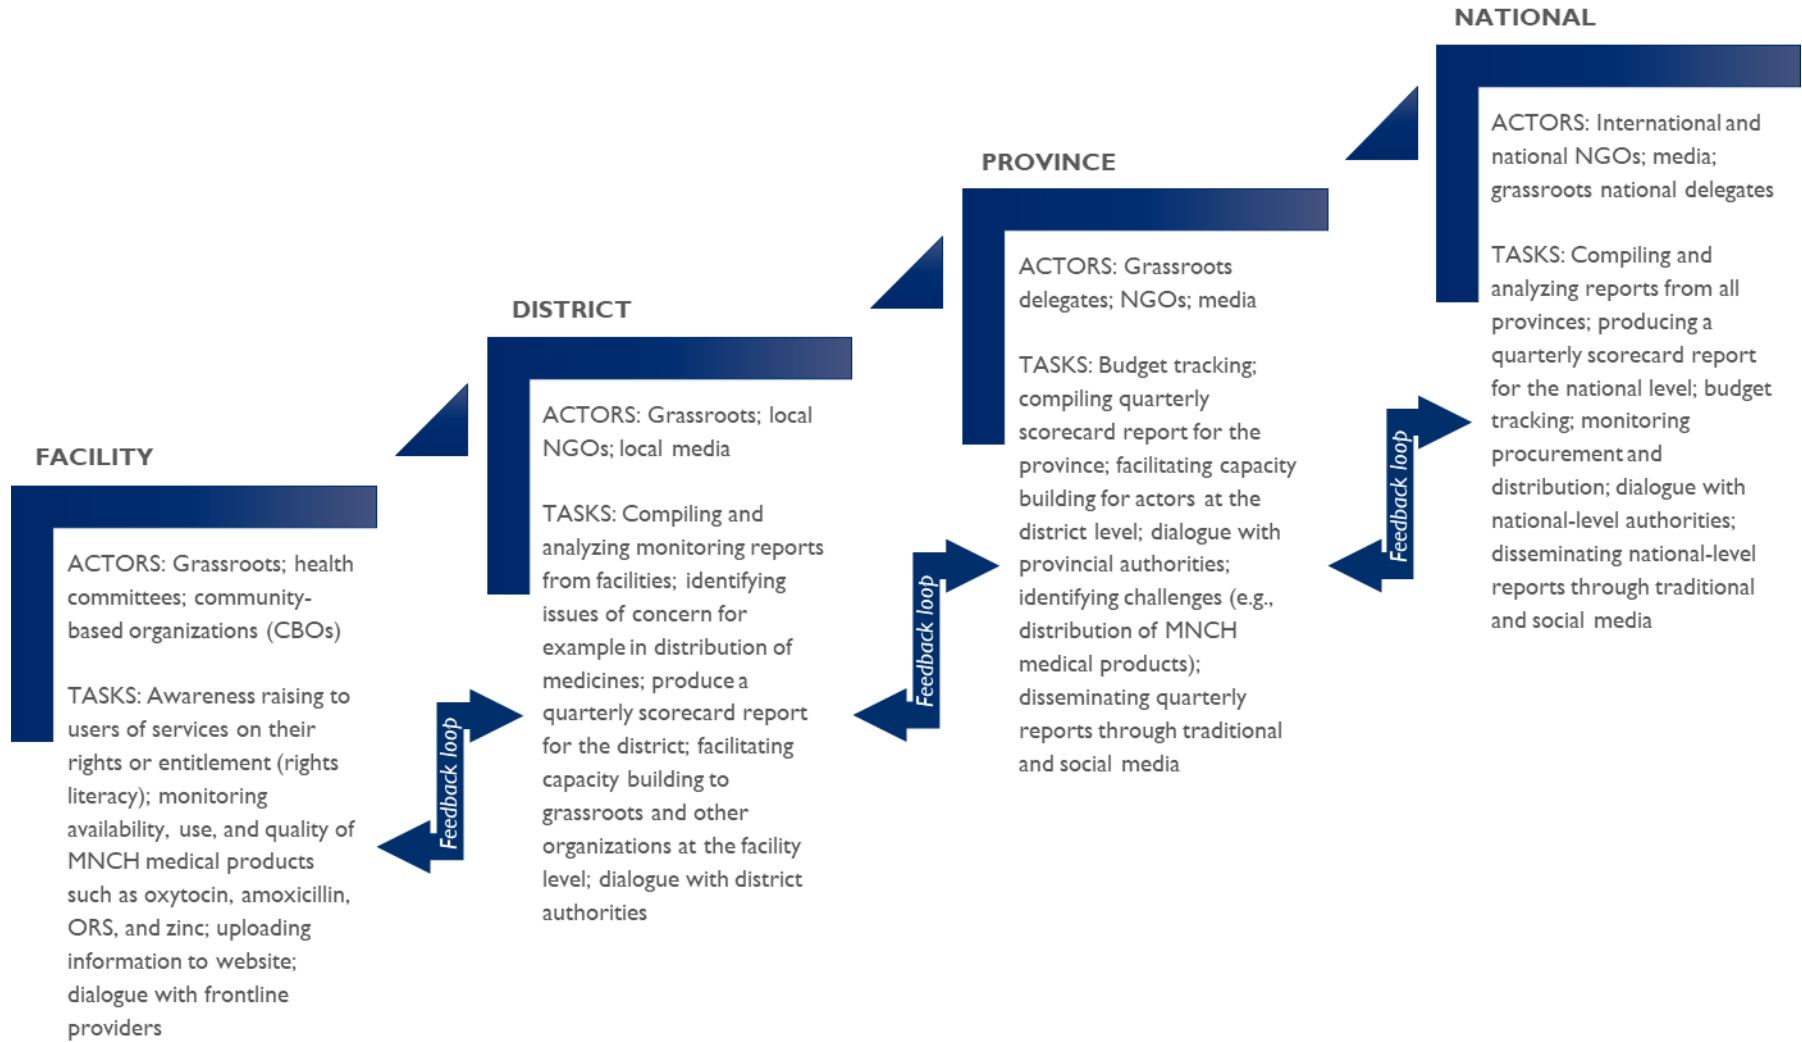 FACILITY
ACTORS: Grassroots; health
committees; community-
based organizations (CBOs)
TASKS: Awareness raising to
users of services on their
rights or entitlement (rights
literacy); monitoring
availability, use, and quality of
MNCH medical products
such as oxytocin, amoxicillin,
ORS, and zinc; uploading
information to website;
dialogue with frontline
providers
Feedback loop
DISTRICT
ACTORS: Grassroots; local
NGOs; local media
TASKS: Compiling and
analyzing monitoring reports
from facilities; identifying
issues of concern for
example in distribution of
medicines; produce a
quarterly scorecard report
for the district; facilitating
capacity building to
grassroots and other
organizations at the facility
level; dialogue with district
authorities
Feedback loop
PROVINCE
ACTORS: Grassroots
delegates; NGOs; media
TASKS: Budget tracking;
compiling quarterly
scorecard report for the
province; facilitating capacity
building for actors at the
district level; dialogue with
provincial authorities;
identifying challenges (e.g.,
distribution of MNCH
medical products);
disseminating quarterly
reports through traditional
and social media
Feedback loop
NATIONAL
ACTORS: International and
national NGOs; media;
grassroots national delegates
TASKS: Compiling and
analyzing reports from all
provinces; producing a
quarterly scorecard report
for the national level; budget
tracking; monitoring
procurement and
distribution; dialogue with
national-level authorities;
disseminating national-level
reports through traditional
and social media